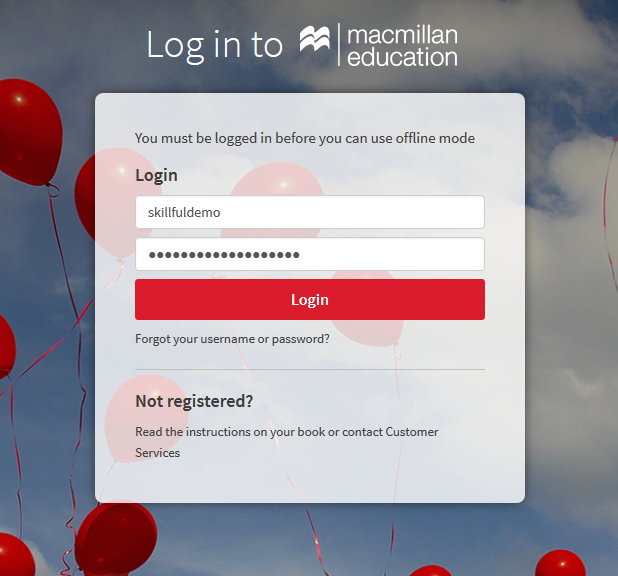 Log in to macmillan education
You must be logged in before you can use offline mode
Login
skillfuldemo
●●●●●●●●●●●●●●●●●●●
Login
Forgot your username or password?
Not registered?
Read the instructions on your book or contact Customer
Services